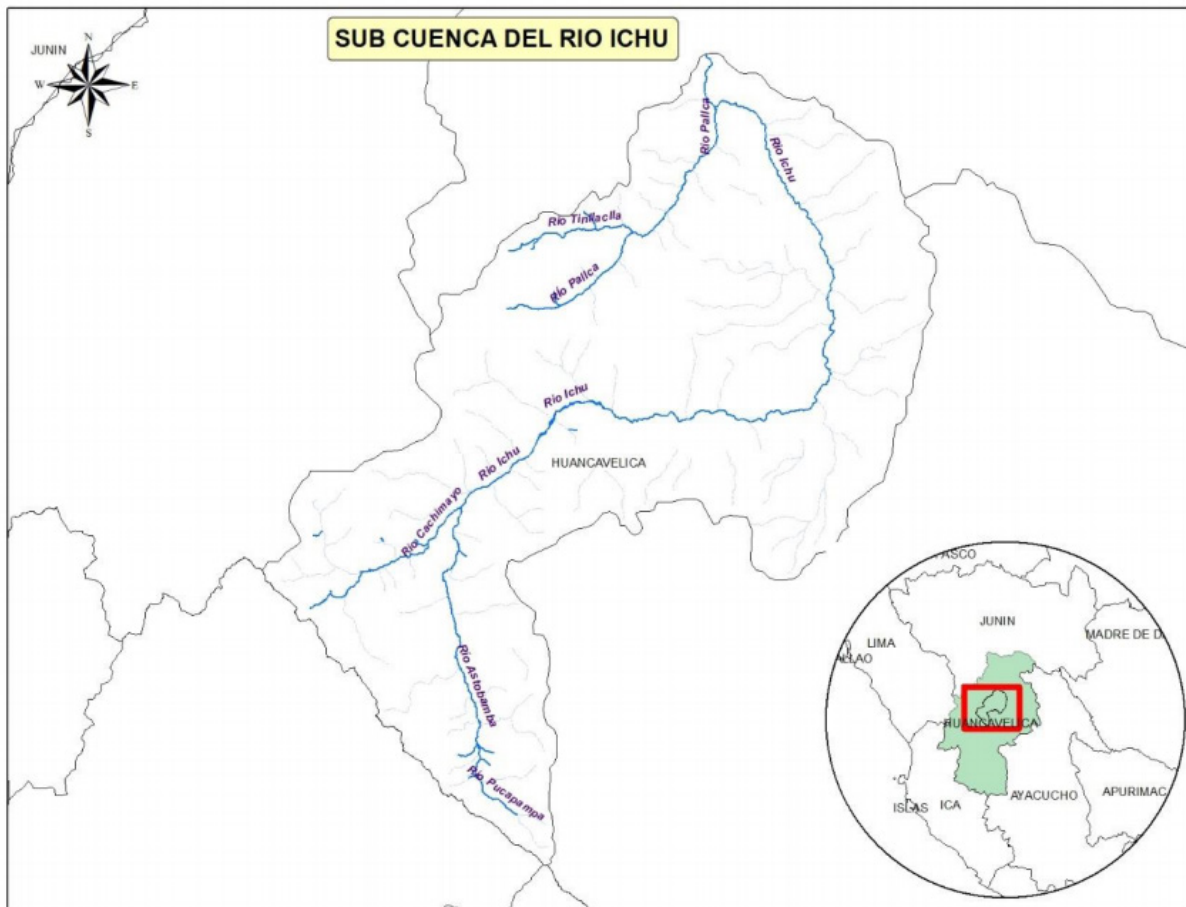 SUB CUENCA DEL RIO ICHU
JUNIN
N
W
E
S
Rio Pallca
Rio Ichu
Rio Tinllaclla
Rio Pallca
Rio Ichu
Rio Ichu
HUANCAVELICA
Rio Cachimayo
Rio Astobamba
Rio Pucapampa
PASCO
JUNIN
LIMA
MADRE DE D
ALLAO
HUANCAVELICA
ISLAS
ICA
AYACUCHO
APURIMAC